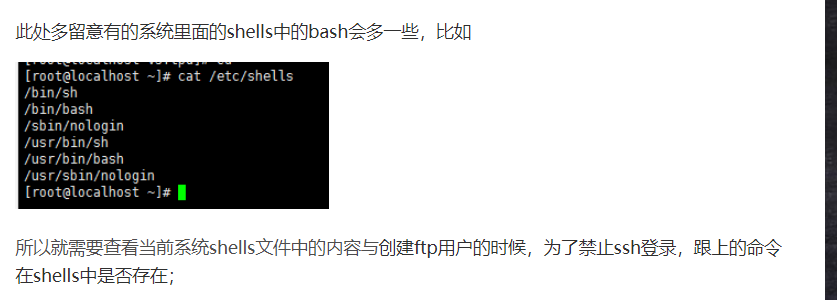 此处多留意有的系统里面的shells中的bash会多一些，比如
[root@localhost ~]# cat /etc/shells
/bin/sh
/bin/bash
/sbin/nologin
/usr/bin/sh
/usr/bin/bash
/usr/sbin/nologin
[root@localhost ~]#
所以就需要查看当前系统shells文件中的内容与创建ftp用户的时候，为了禁止ssh登录，跟上的命令
在shells中是否存在；